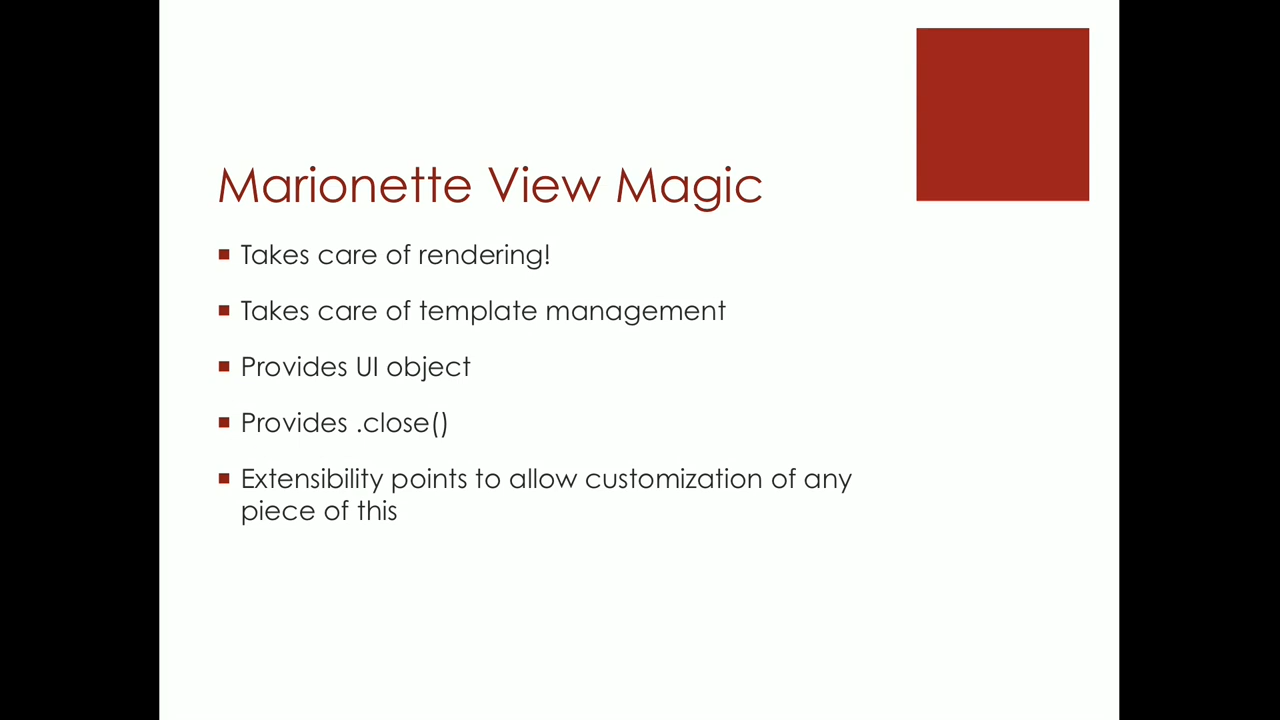 Marionette View Magic
Takes care of rendering!
Takes care of template management
Provides UI object
Provides .close()
Extensibility points to allow customization of any
piece of this